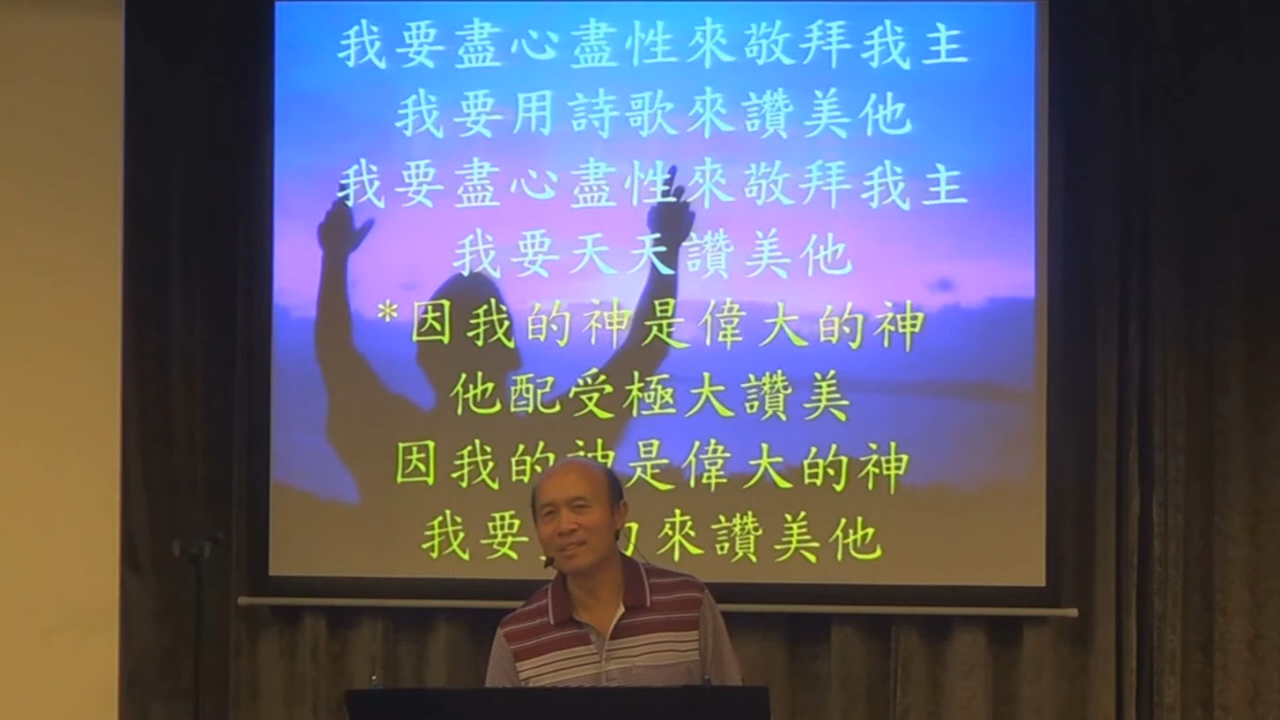 我要盡心盡性來敬拜我主
我要用詩歌來讚美他
我要盡心盡性來敬拜我主
我要天天讚美他
*因我的神是偉大的神
他配受極大讚美
因我的神是偉大的神
我要 來讚美他